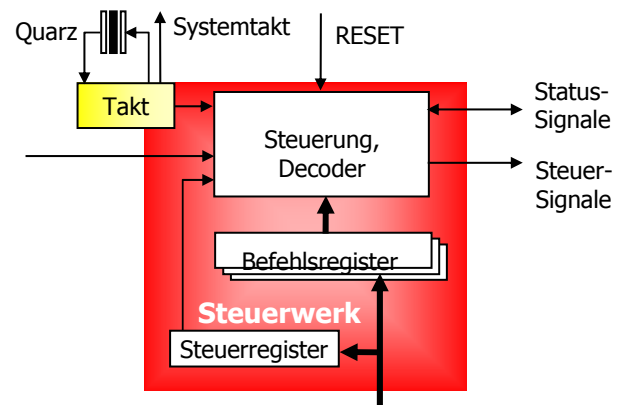 Quarz
Systemtakt
RESET
Takt
Status-
Signale
Steuerung,
Decoder
Steuer-
Signale
Befehlsregister
Steuerwerk
Steuerregister